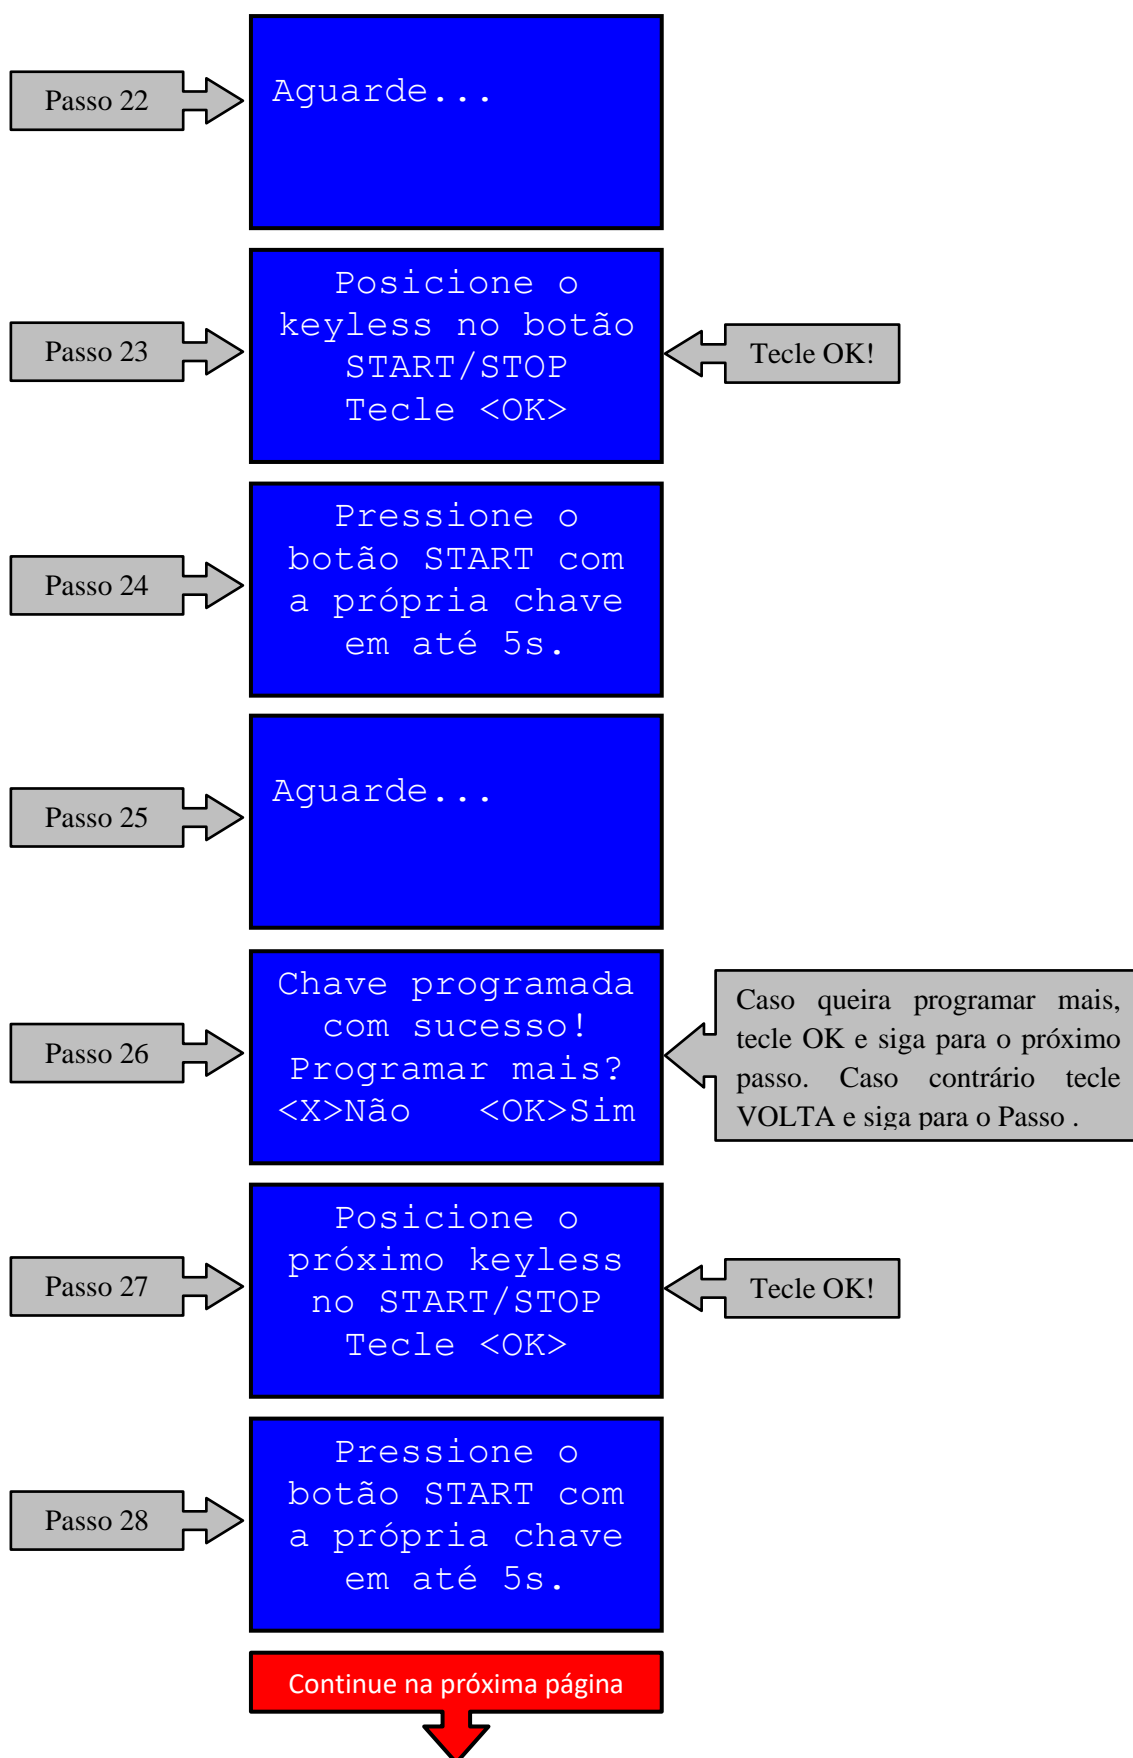 Passo 22
Aguarde...
Passo 23
Posicione o
keyless no botão
START/STOP
Tecle <OK>
Tecle OK!
Passo 24
Pressione o
botão START com
a própria chave
em até 5s.
Passo 25
Aguarde...
Passo 26
Chave programada
com sucesso!
Programar mais?
<X>Não <OK>Sim
Caso queira programar mais,
tecle OK e siga para o próximo
passo. Caso contrário tecle
VOLTA e siga para o Passo .
Passo 27
Posicione o
próximo keyless
no START/STOP
Tecle <OK>
Tecle OK!
Passo 28
Pressione o
botão START com
a própria chave
em até 5s.
Continue na próxima página